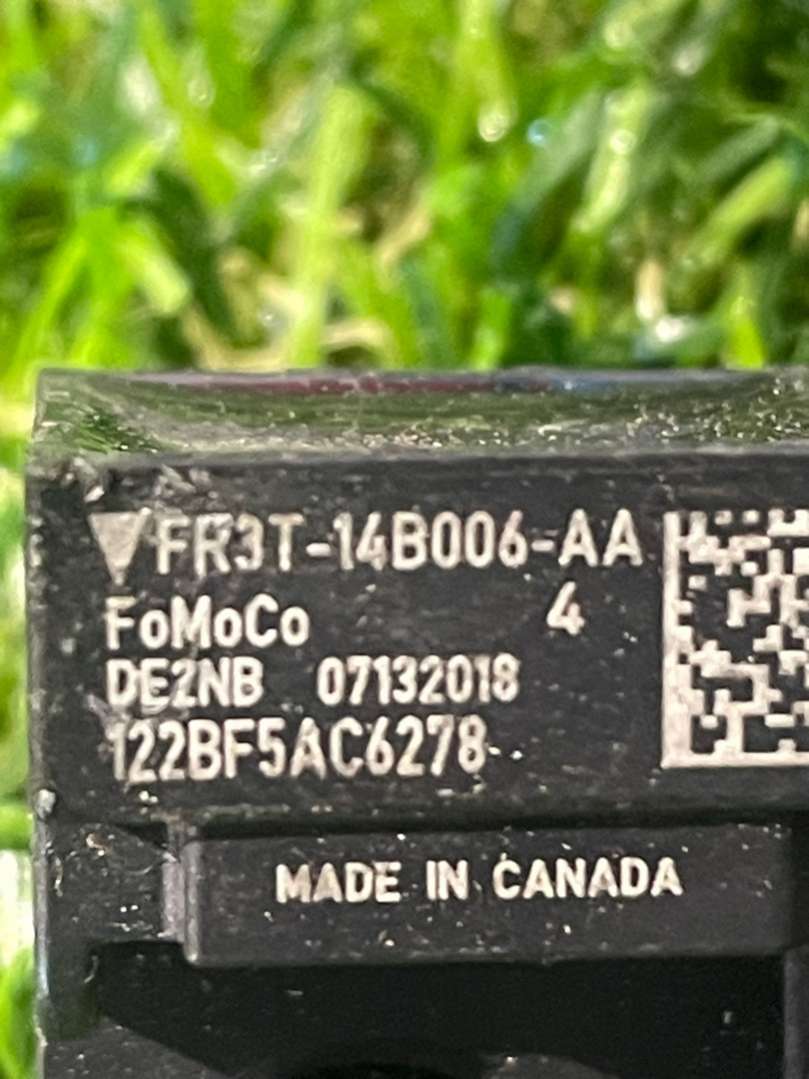 FR3T-14B006-AA
FoMoCo 4
DE2NB 07132018
122BF5AC6278
MADE IN CANADA